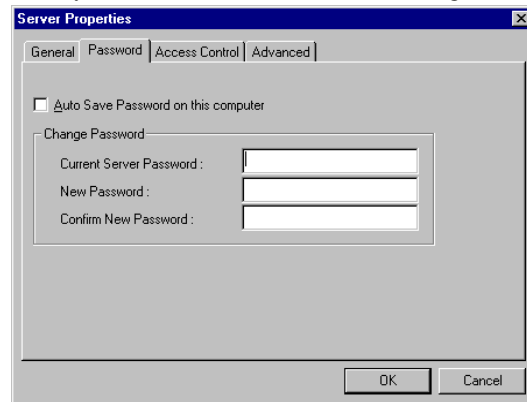 Server Properties
General Password Access Control Advanced
Auto Save Password on this computer
Change Password
Current Server Password :
New Password :
Confirm New Password :
OK Cancel